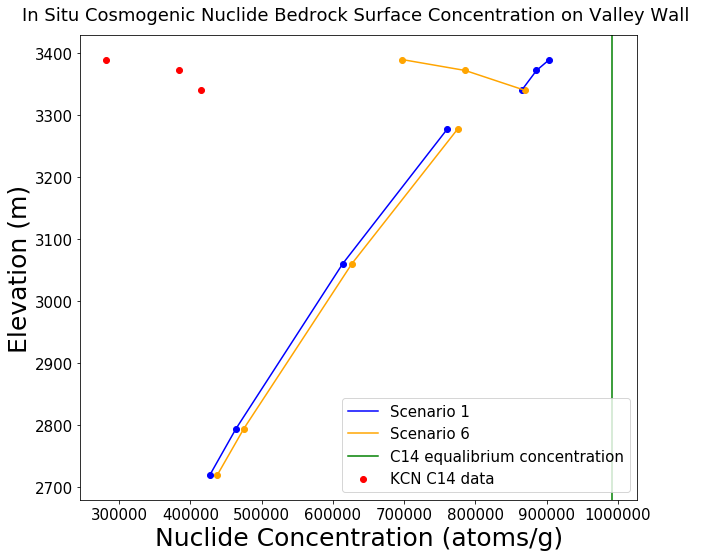 In Situ Cosmogenic Nuclide Bedrock Surface Concentration on Valley Wall
3400
3300
3200
3100
3000
2900
2800
2700
Elevation (m)
Scenario 1
Scenario 6
C14 equalibrium concentration
KCN C14 data
300000 400000 500000 600000 700000 800000 900000 1000000
Nuclide Concentration (atoms/g)